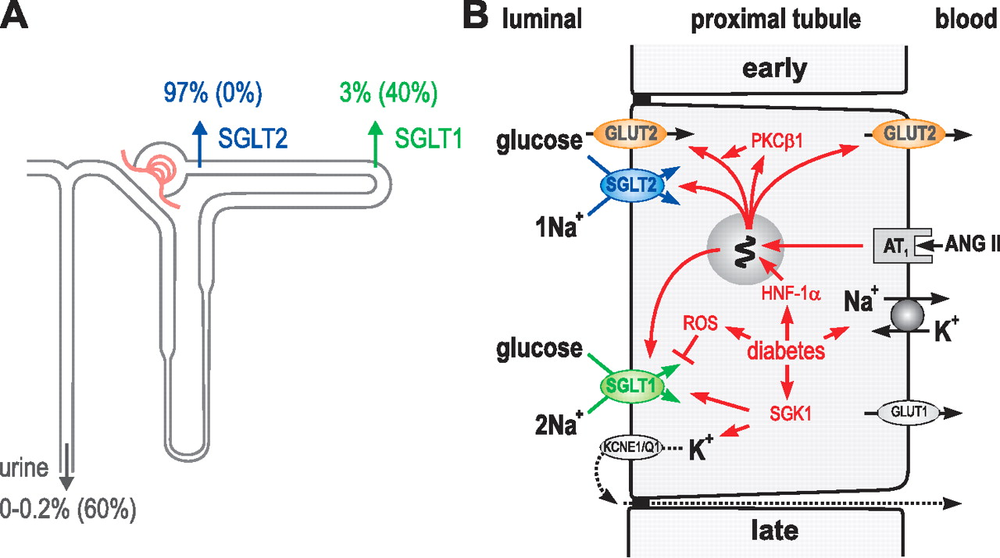 A
97% (0%)
3% (40%)
SGLT2
SGLT1
urine
0-0.2% (60%)
B
luminal
proximal tubule
blood
early
glucose
GLUT2
PKCβ1
GLUT2
SGLT2
1Na+
AT1
ANG II
HNF-1α
Na+
K+
ROS
diabetes
glucose
SGLT1
SGK1
GLUT1
2Na+
KCNE1/Q1
K+
late